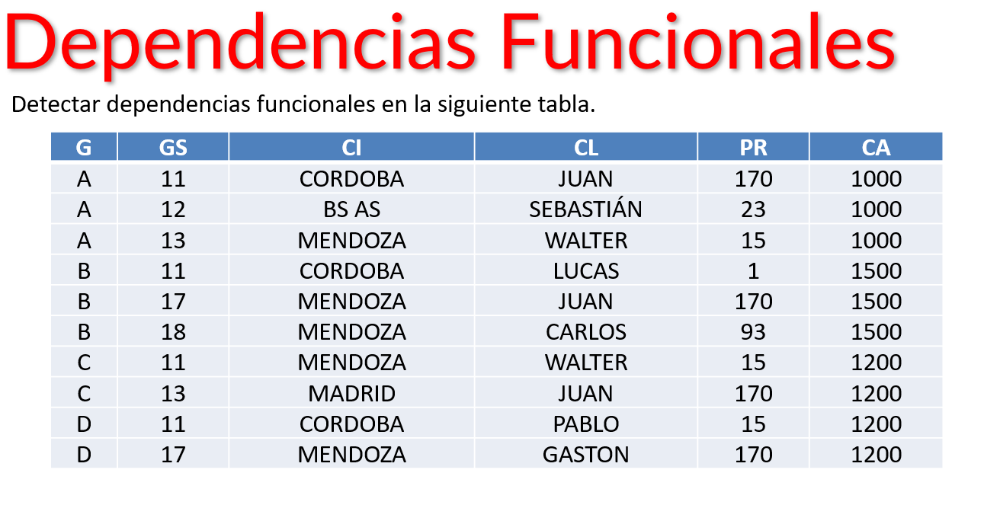 Dependencias Funcionales
Detectar dependencias funcionales en la siguiente tabla.
G GS CI CL PR CA
A 11 CORDOBA JUAN 170 1000
A 12 BS AS SEBASTIÁN 23 1000
A 13 MENDOZA WALTER 15 1000
B 11 CORDOBA LUCAS 1 1500
B 17 MENDOZA JUAN 170 1500
B 18 MENDOZA CARLOS 93 1500
C 11 MENDOZA WALTER 15 1200
C 13 MADRID JUAN 170 1200
D 11 CORDOBA PABLO 15 1200
D 17 MENDOZA GASTON 170 1200